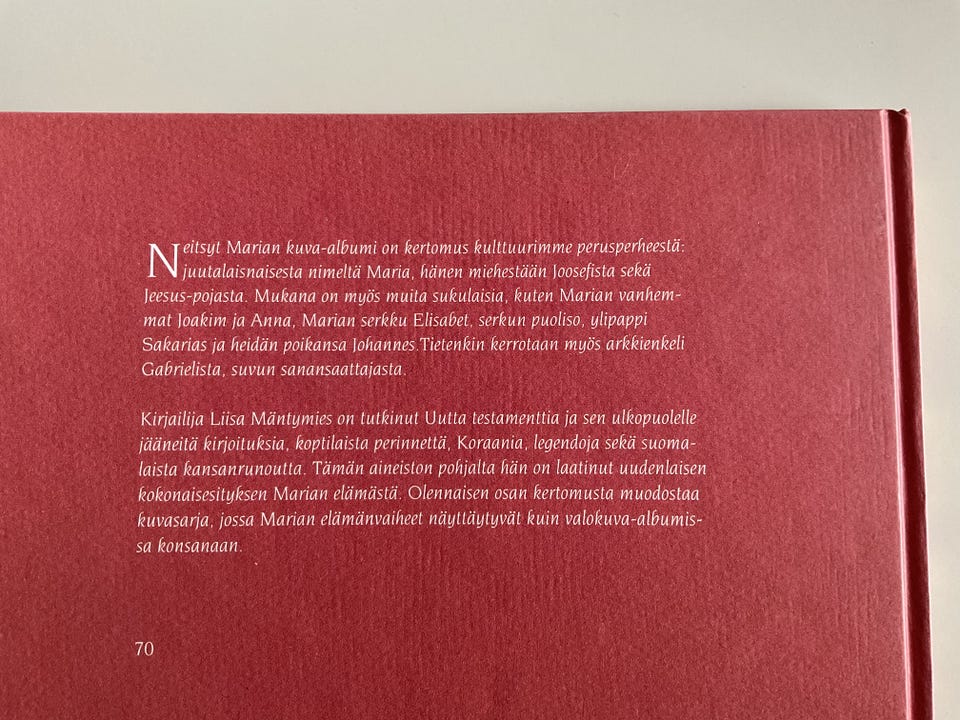 Neitsyt Marian kuva-albumi on kertomus kulttuurimme perusperheestä:
juutalaisnaisesta nimeltä Maria, hänen miehestään Joosefista sekä
Jeesus-pojasta. Mukana on myös muita sukulaisia, kuten Marian vanhem-
mat Joakim ja Anna, Marian serkku Elisabet, serkun puoliso, ylipappi
Sakarias ja heidän poikansa Johannes.Tietenkin kerrotaan myös arkkienkeli
Gabrielista, suvun sanansaattajasta.
Kirjailija Liisa Mäntymies on tutkinut Uutta testamenttia ja sen ulkopuolelle
jääneitä kirjoituksia, koptilaista perinnettä, Koraania, legendoja sekä suoma-
laista kansanrunoutta. Tämän aineiston pohjalta hän on laatinut uudenlaisen
kokonaisesityksen Marian elämästä. Olennaisen osan kertomusta muodostaa
kuvasarja, jossa Marian elämänvaiheet näyttäytyvät kuin valokuva-albumis-
sa konsanaan.
70